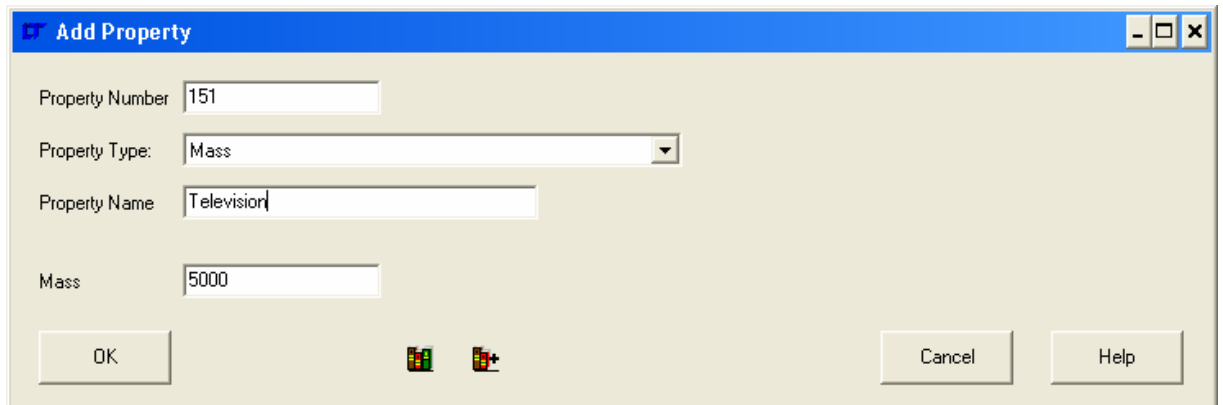 Add Property
Property Number 151
Property Type: Mass
Property Name Television
Mass 5000
OK Cancel Help